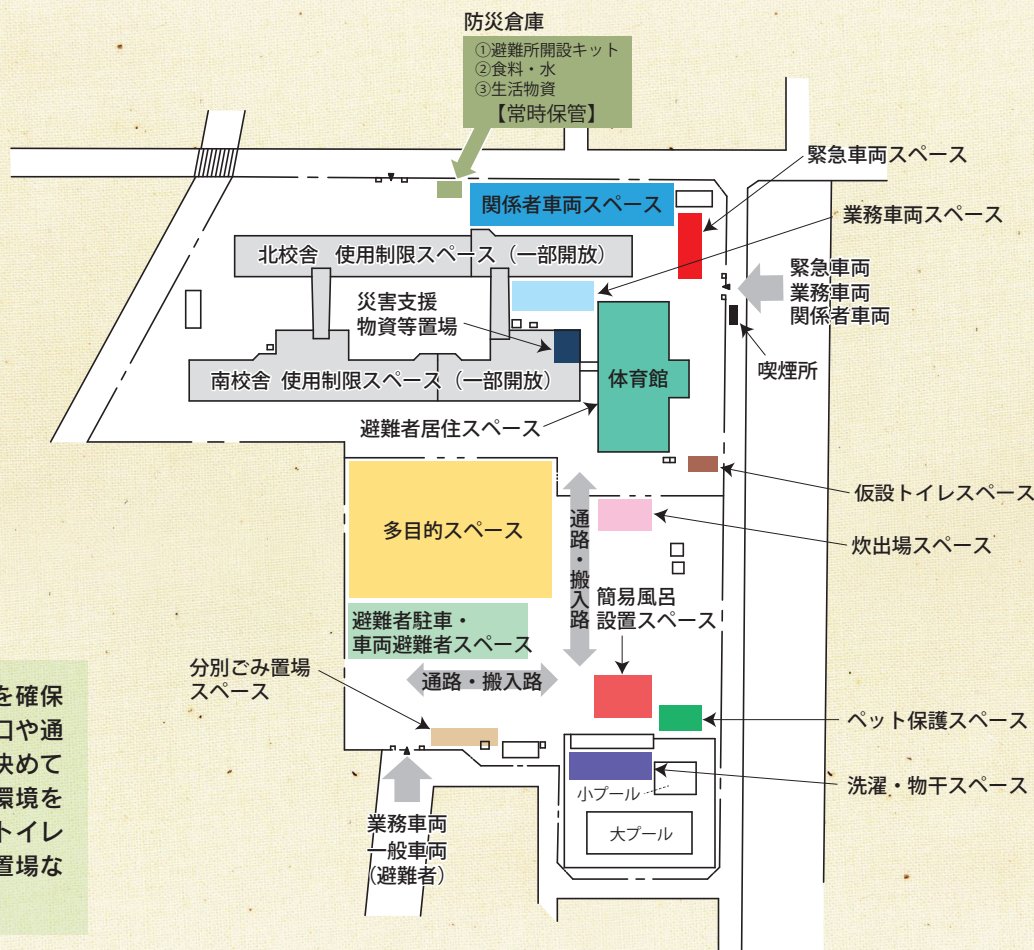 防災倉庫
①避難所開設キット
②食料・水
③生活物資
【常時保管】
緊急車両スペース
関係者車両スペース
業務車両スペース
北校舎 使用制限スペース（一部開放）
緊急車両
業務車両
関係者車両
災害支援
物資等置場
喫煙所
南校舎 使用制限スペース（一部開放）
体育館
避難者居住スペース
仮設トイレスペース
多目的スペース
通路・搬入路
炊出場スペース
簡易風呂
設置スペース
避難者駐車・
車両避難者スペース
分別ごみ置場
スペース
通路・搬入路
ペット保護スペース
洗濯・物干スペース
小プール
大プール
業務車両
一般車両
(避難者)
を確保
口や通
決めて
環境を
トイレ
置場な